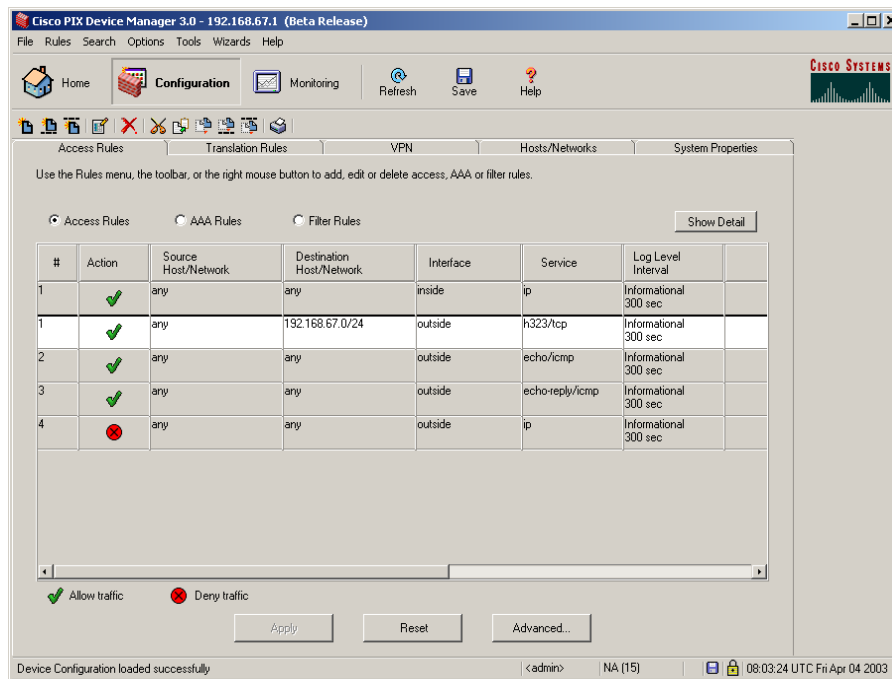 Cisco PIX Device Manager 3.0 - 192.168.67.1 (Beta Release)
File Rules Search Options Tools Wizards Help
Home Configuration Monitoring Refresh Save Help
CISCO SYSTEMS
Access Rules Translation Rules VPN Hosts/Networks System Properties
Use the Rules menu, the toolbar, or the right mouse button to add, edit or delete access, AAA or filter rules.
Access Rules AAA Rules Filter Rules Show Detail
# Action Source Host/Network Destination Host/Network Interface Service Log Level Interval
1 any any inside ip Informational
300 sec
1 any 192.168.67.0/24 outside h323/tcp Informational
300 sec
2 any any outside echo/icmp Informational
300 sec
3 any any outside echo-reply/icmp Informational
300 sec
4 any any outside ip Informational
300 sec
Allow traffic Deny traffic
Apply Reset Advanced...
Device Configuration loaded successfully <admin> NA (15) 08:03:24 UTC Fri Apr 04 2003